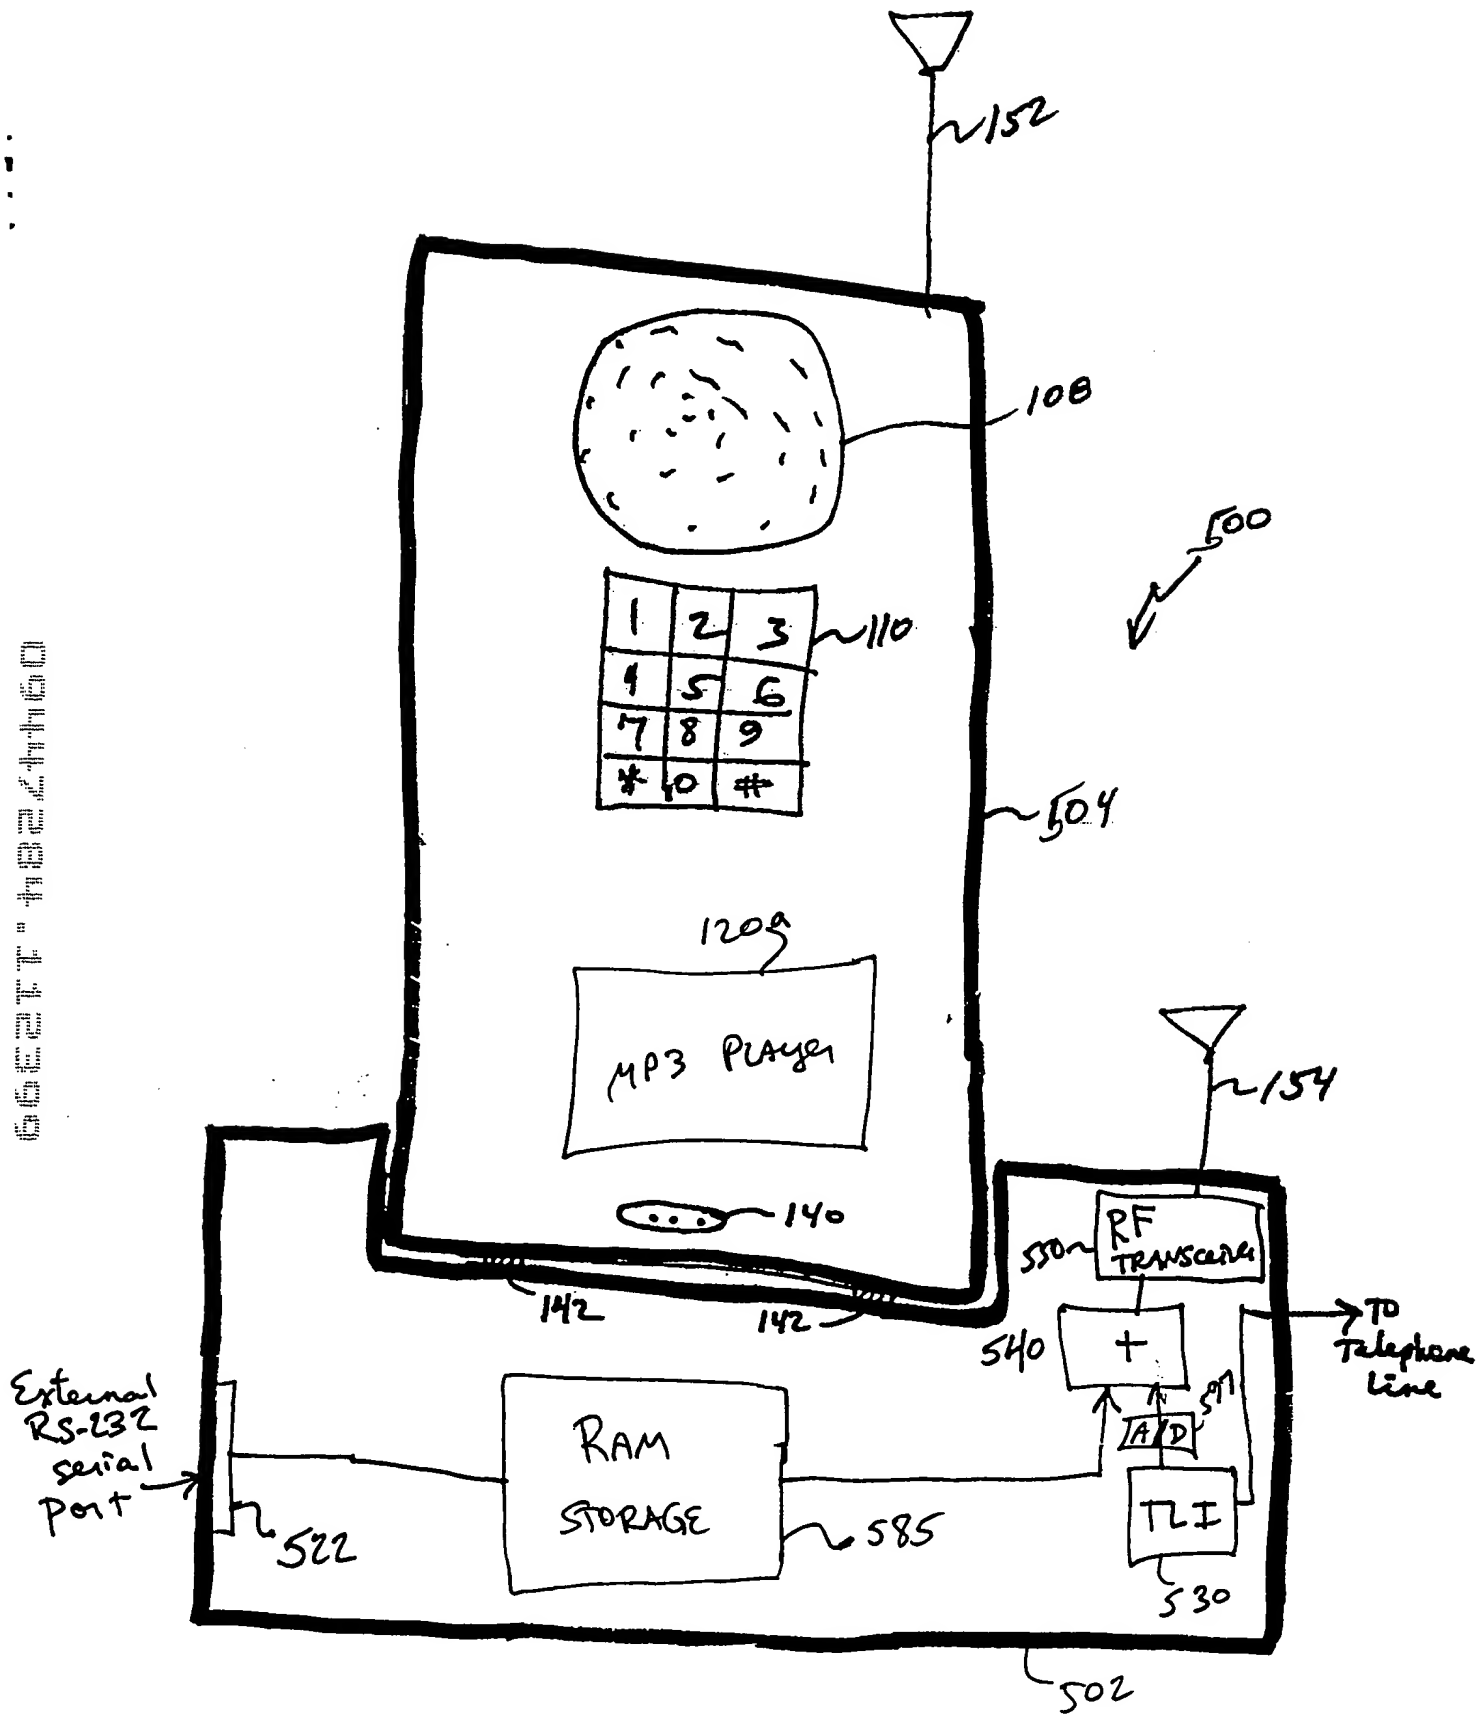 152
108
500
1 2 3
110
4 5 6
7 8 9
* 0 #
504
120a
MP3 Player
154
140
RF
TRANSCEIVER
550
142
142
540
+
TO
Telephone
Line
External
RS-232
serial
port
A/D
RAM
STORAGE
TLI
522
585
530
502